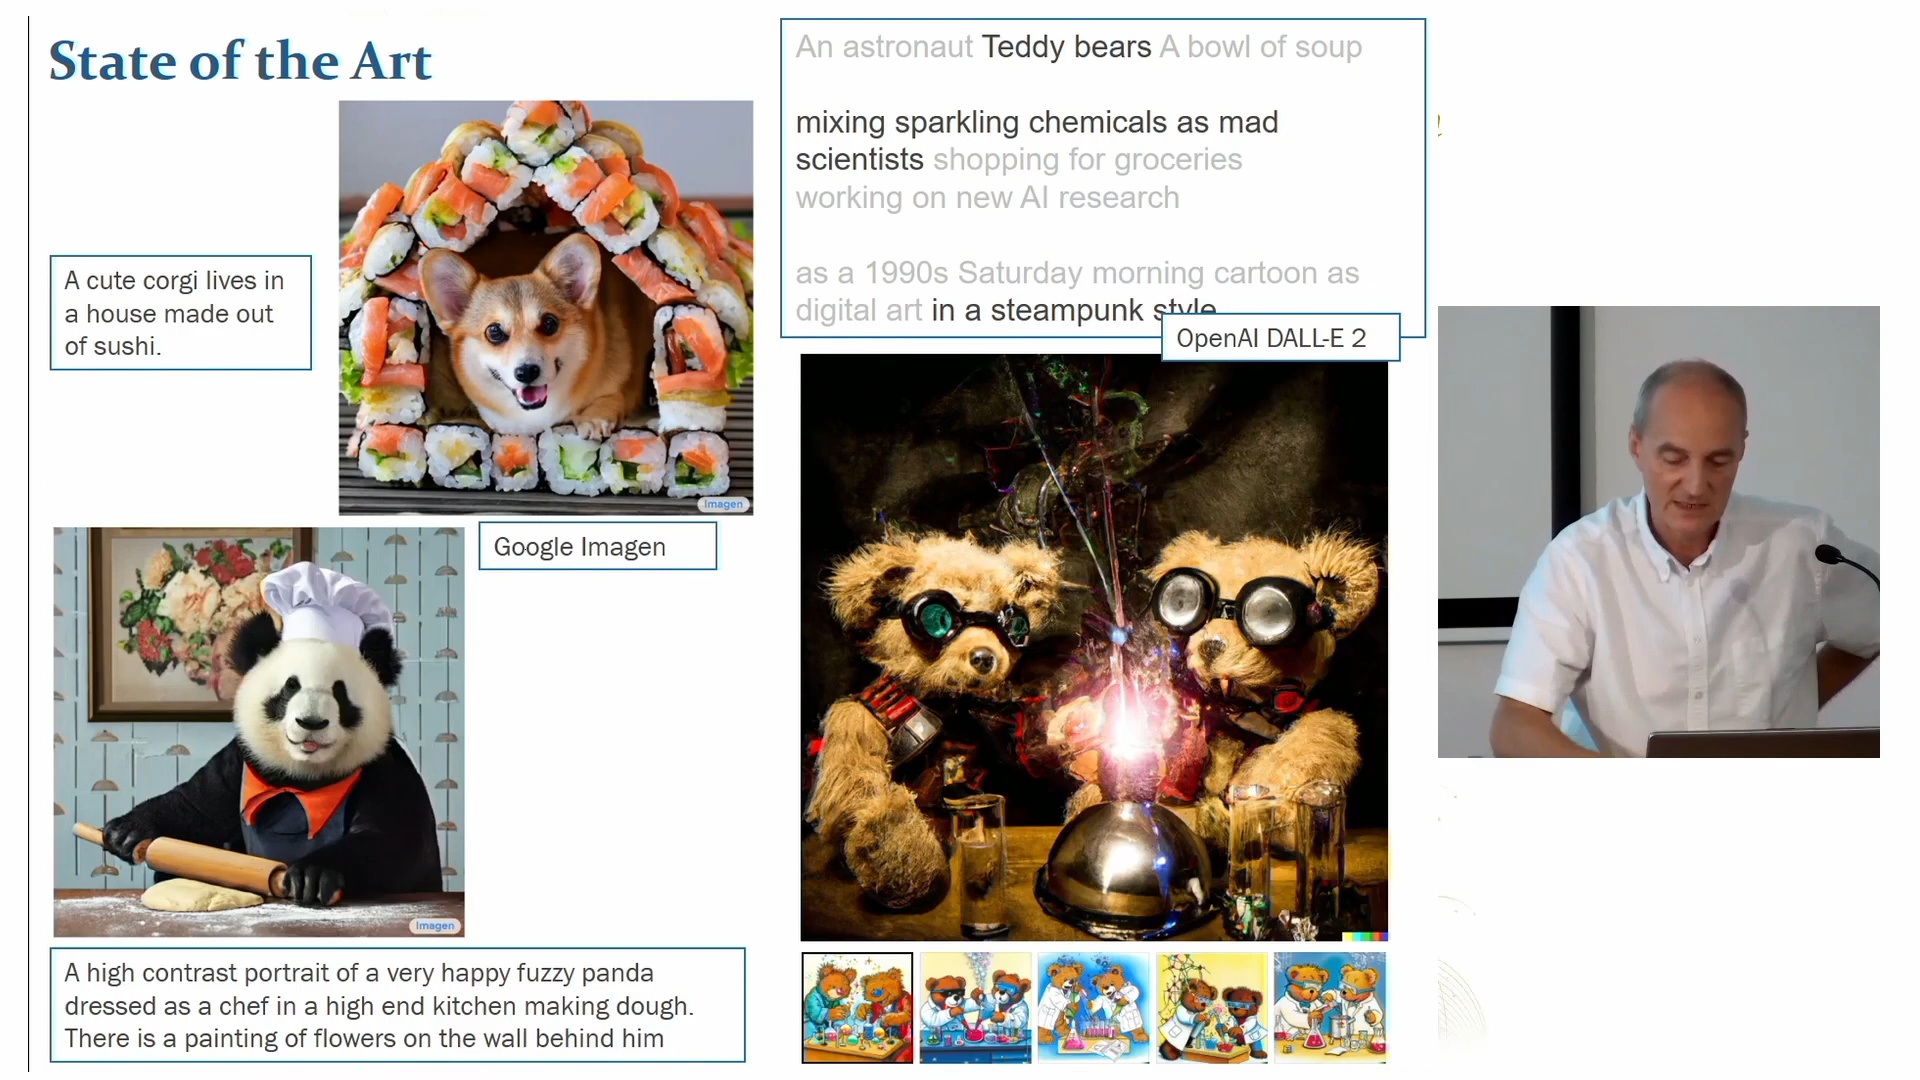 State of the Art
An astronaut Teddy bears A bowl of soup
mixing sparkling chemicals as mad
scientists shopping for groceries
working on new AI research
as a 1990s Saturday morning cartoon as
digital art in a steampunk style
OpenAI DALL-E 2
A cute corgi lives in
a house made out
of sushi.
Imagen
Google Imagen
Imagen
A high contrast portrait of a very happy fuzzy panda
dressed as a chef in a high end kitchen making dough.
There is a painting of flowers on the wall behind him